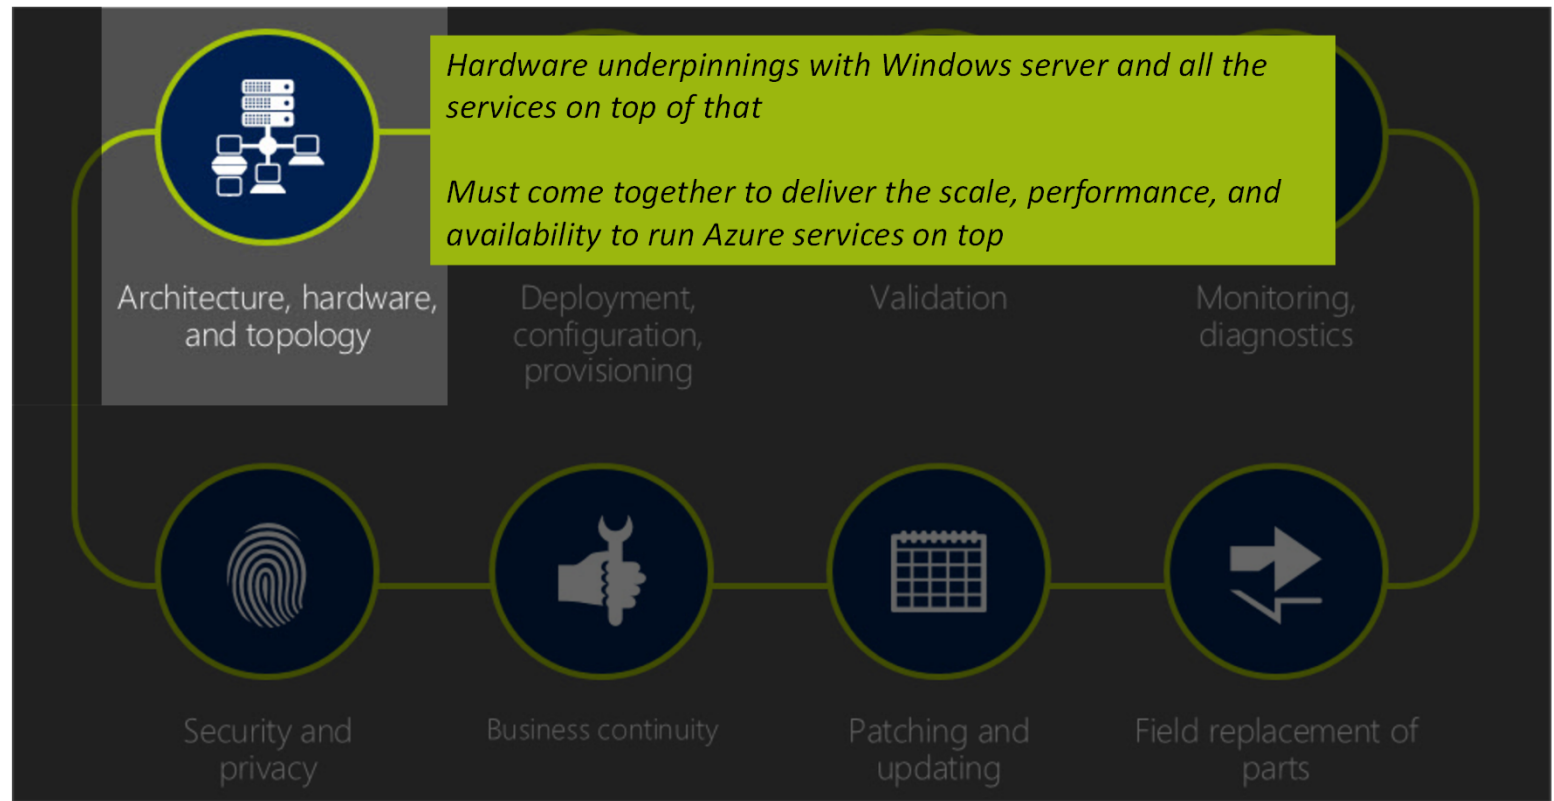 Hardware underpinnings with Windows server and all the
services on top of that
Must come together to deliver the scale, performance, and
availability to run Azure services on top
Architecture, hardware,
and topology
Deployment,
configuration,
provisioning
Validation
Monitoring,
diagnostics
Security and
privacy
Business continuity
Patching and
updating
Field replacement of
parts